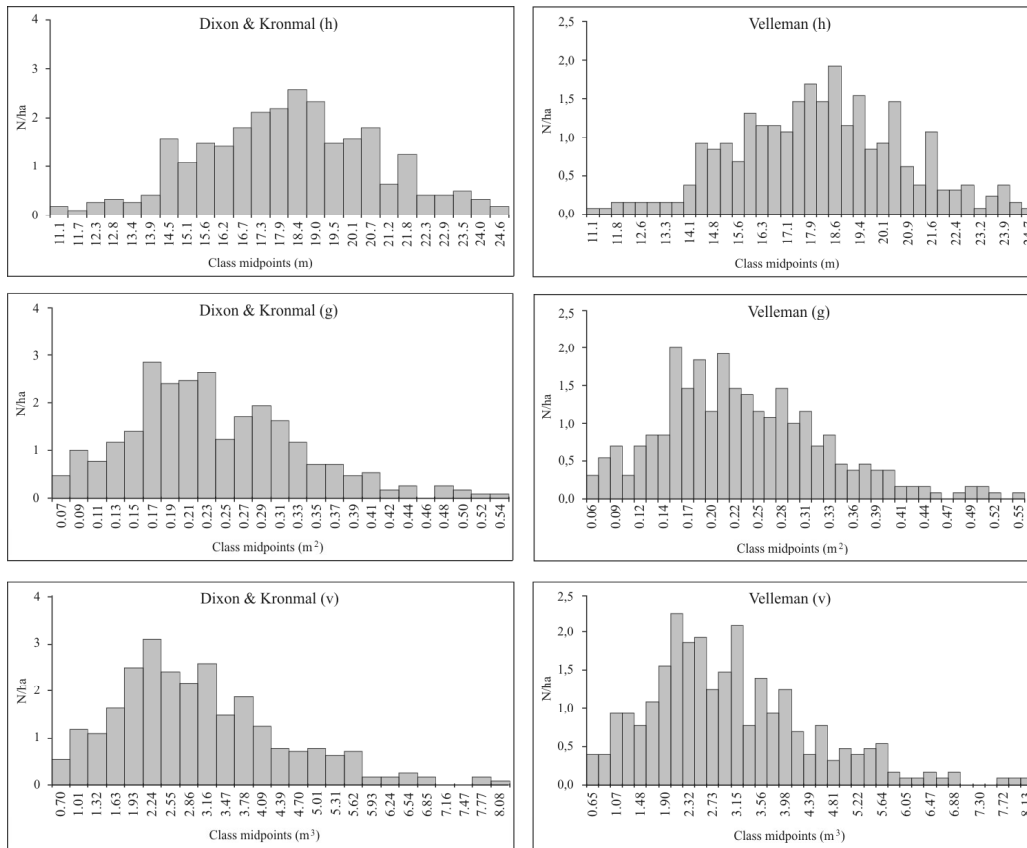 Dixon & Kronmal (h)
4
3
2
1
0
N/ha
11.1 11.7 12.3 12.8 13.4 13.9 14.5 15.1 15.6 16.2 16.7 17.3 17.9 18.4 19.0 19.5 20.1 20.7 21.2 21.8 22.3 22.9 23.5 24.0 24.6
Class midpoints (m)
Velleman (h)
2,5
2,0
1,5
1,0
0,5
0,0
N/ha
11.1 11.8 12.6 13.3 14.1 14.8 15.6 16.3 17.1 17.9 18.6 19.4 20.1 20.9 21.6 22.4 23.2 23.9 24.7
Class midpoints (m)
Dixon & Kronmal (g)
4
3
2
1
0
N/ha
0.07 0.09 0.11 0.13 0.15 0.17 0.19 0.21 0.23 0.25 0.27 0.29 0.31 0.33 0.35 0.37 0.39 0.41 0.42 0.44 0.46 0.48 0.50 0.52 0.54
Class midpoints (m²)
Velleman (g)
2,5
2,0
1,5
1,0
0,5
0,0
N/ha
0.06 0.09 0.12 0.14 0.17 0.20 0.22 0.25 0.28 0.31 0.33 0.36 0.39 0.41 0.44 0.47 0.49 0.52 0.55
Class midpoints (m²)
Dixon & Kronmal (v)
4
3
2
1
0
N/ha
0.70 1.01 1.32 1.63 1.93 2.24 2.55 2.86 3.16 3.47 3.78 4.09 4.39 4.70 5.01 5.31 5.62 5.93 6.24 6.54 6.85 7.16 7.47 7.77 8.08
Class midpoints (m³)
Velleman (v)
2,5
2,0
1,5
1,0
0,5
0,0
N/ha
0.65 1.07 1.48 1.90 2.32 2.73 3.15 3.56 3.98 4.39 4.81 5.22 5.64 6.05 6.47 6.88 7.30 7.72 8.13
Class midpoints (m³)